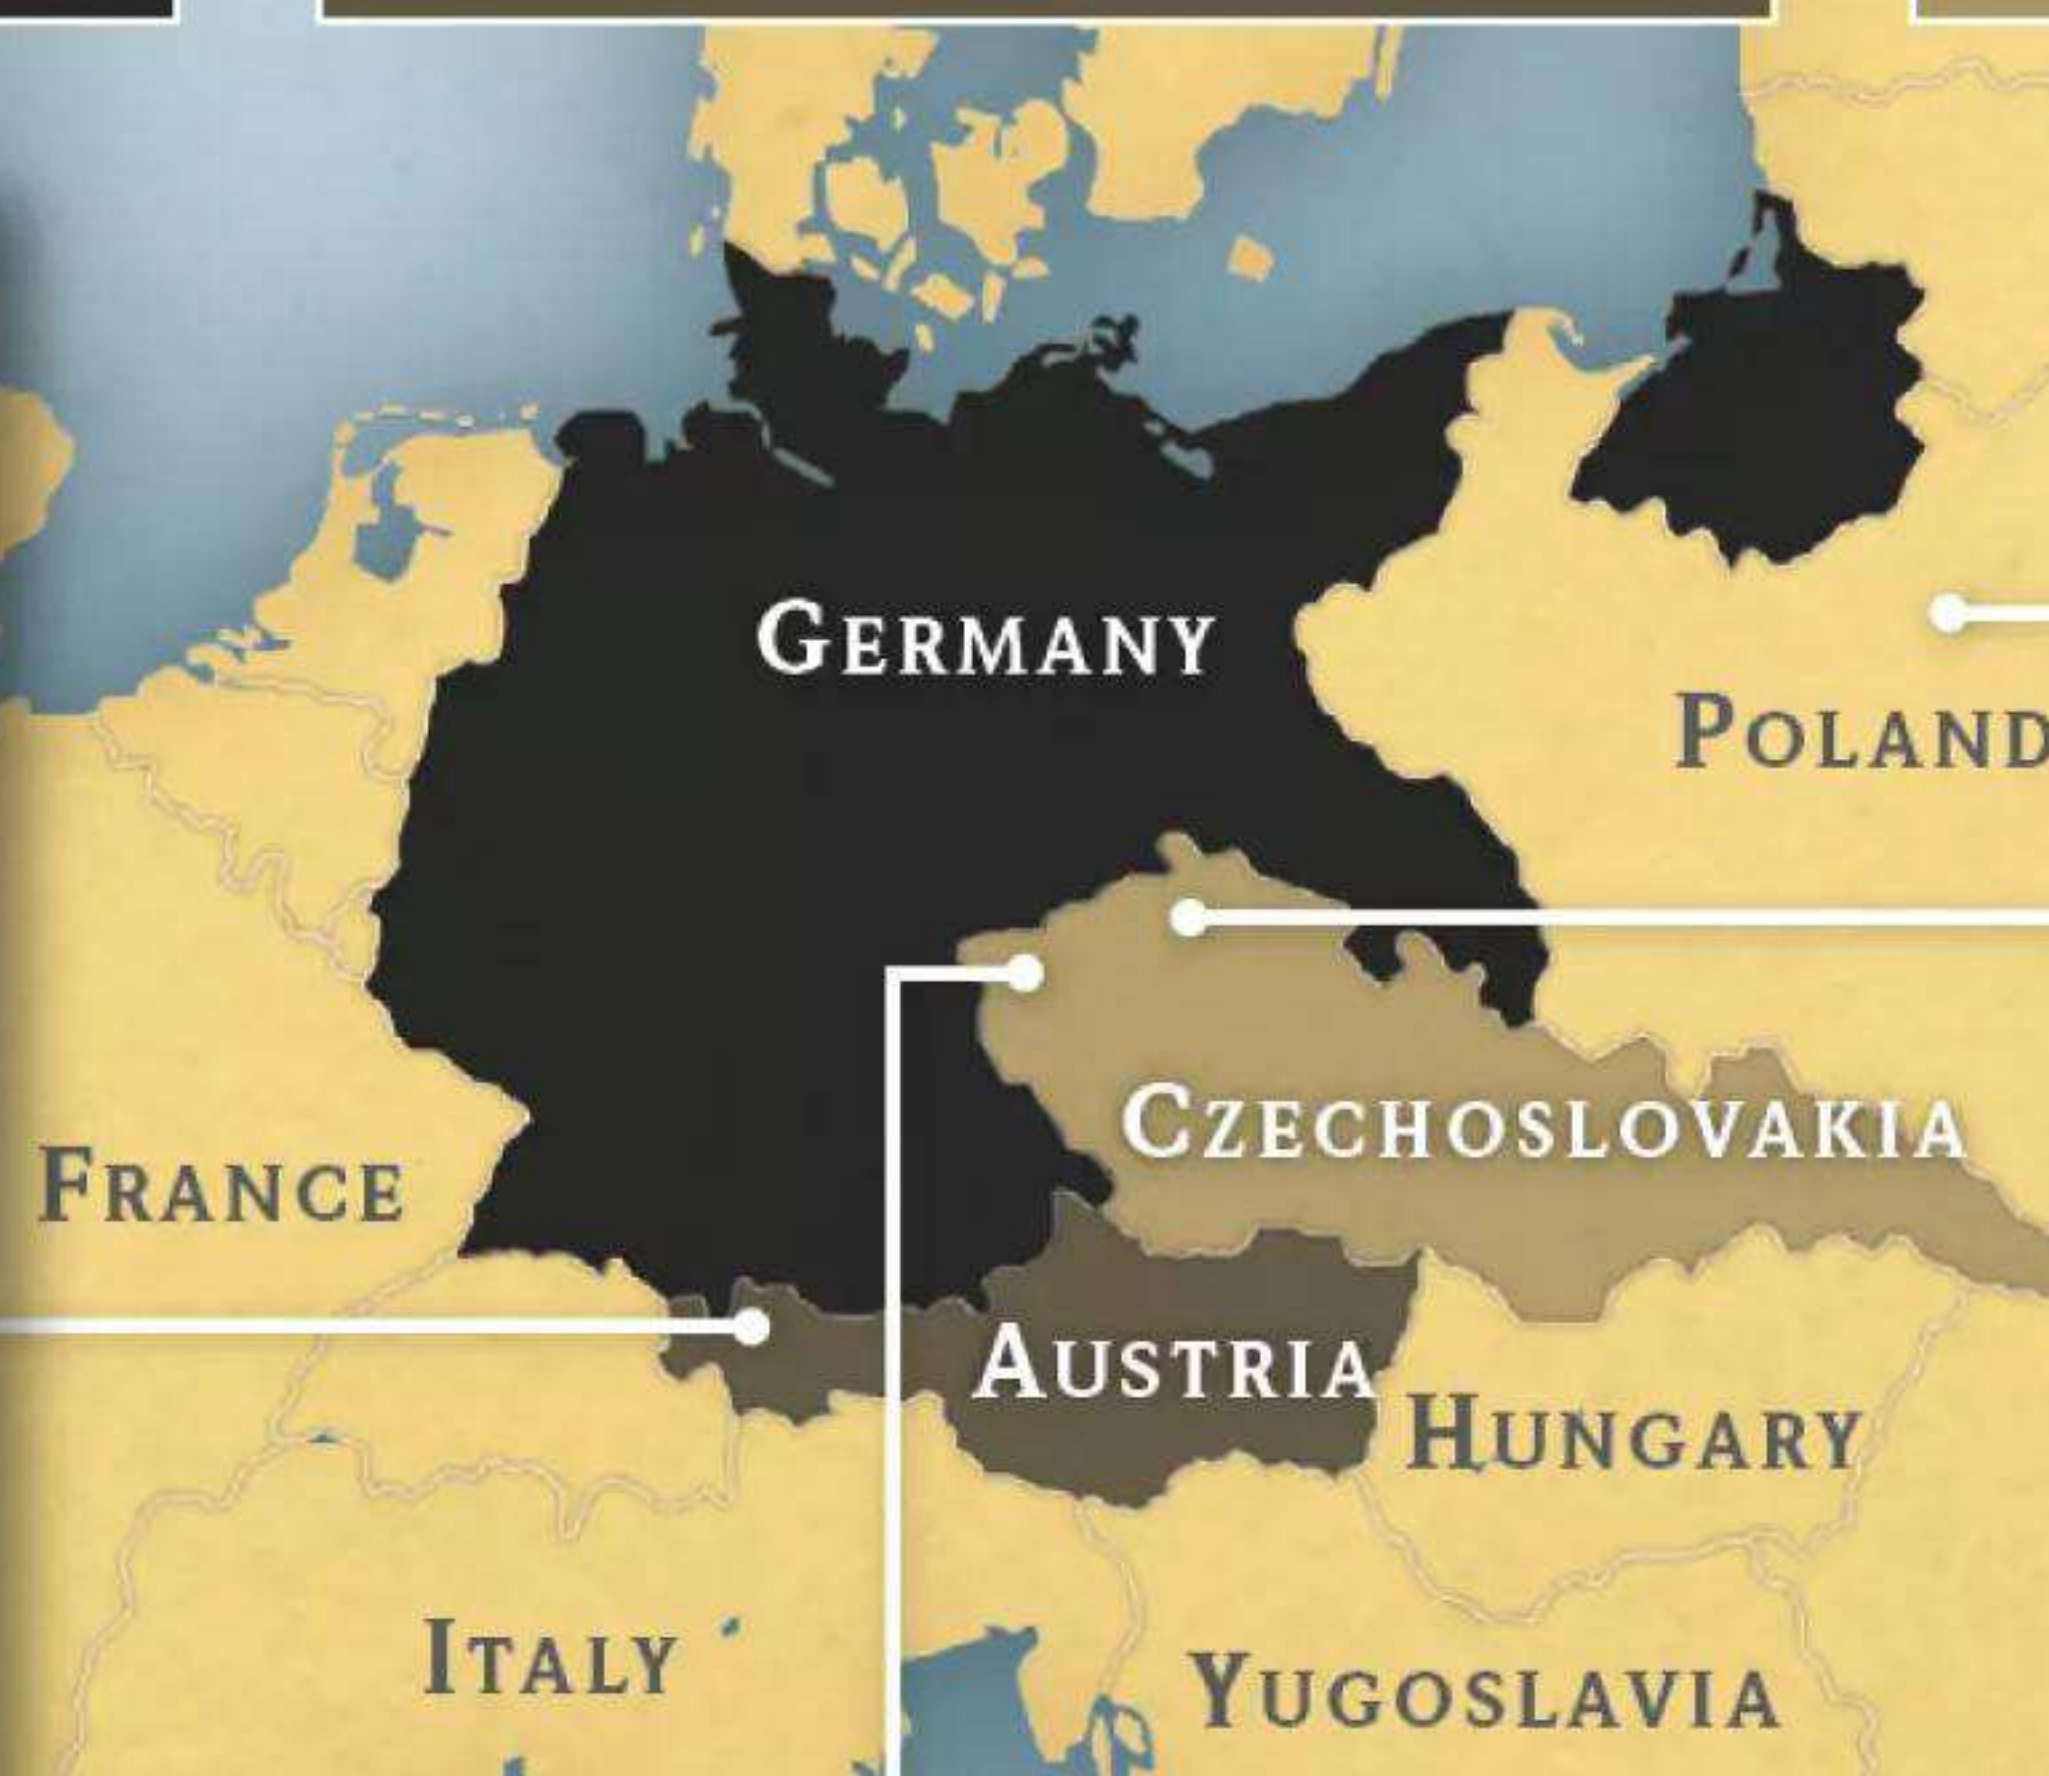 GERMANY
POLAND
CZECHOSLOVAKIA
FRANCE
AUSTRIA
HUNGARY
ITALY
YUGOSLAVIA